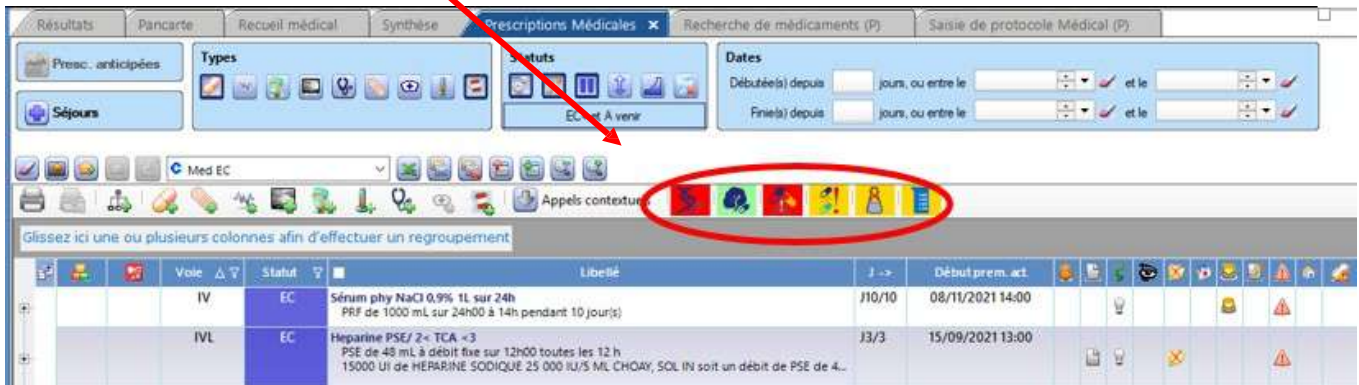 Résultats Pancarte Recueil médical Synthèse Prescriptions Médicales Recherche de médicaments (P) Saisie de protocole Médical (P)
Presc. anticipées Types Statuts Dates
Débutée(s) depuis jours, ou entre le et le
Séjours Finie(s) depuis jours, ou entre le et le
et A venir
Med EC
Appels contextue
Glissez ici une ou plusieurs colonnes afin d'effectuer un regroupement
Voie Statut Libellé J -> Début prem. act.
IV EC Sérum phy NaCl 0,9% 1L sur 24h J10/10 08/11/2021 14:00
PRF de 1000 mL sur 24h00 à 14h pendant 10 jour(s)
IVL EC Heparine PSE/ 2< TCA <3 J3/3 15/09/2021 13:00
PSE de 48 mL à débit fixe sur 12h00 toutes les 12 h
15000 UI de HEPARINE SODIQUE 25 000 IU/5 ML CHOAY, SOL IN soit un débit de PSE de 4...